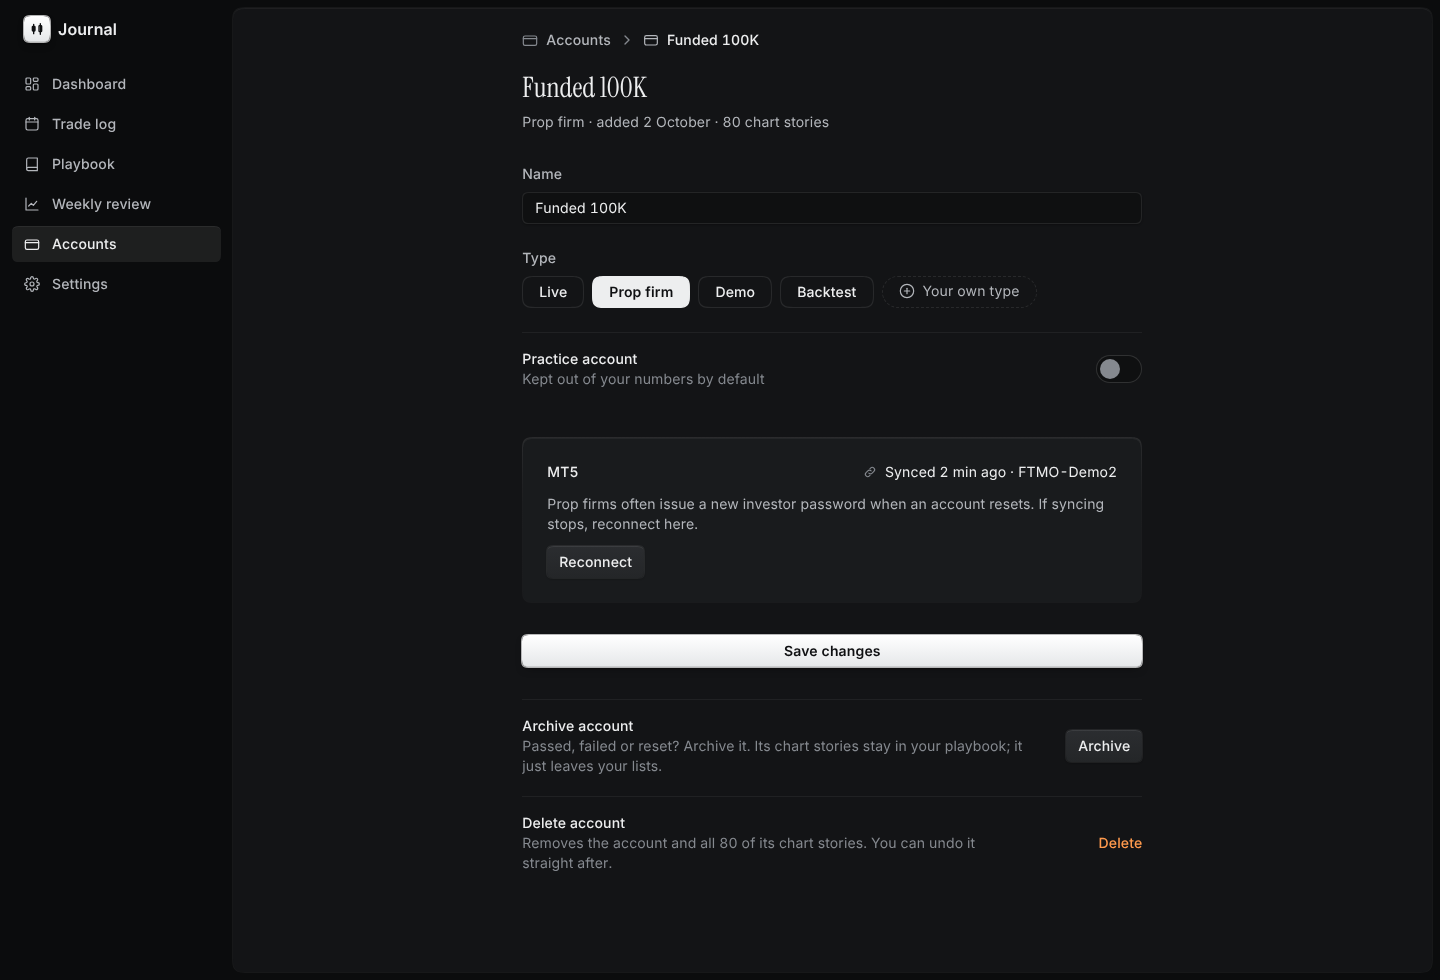 Journal
Dashboard
Trade log
Playbook
Weekly review
Accounts
Settings
Accounts > Funded 100K
Funded 100K
Prop firm · added 2 October · 80 chart stories
Name
Funded 100K
Type
Live Prop firm Demo Backtest Your own type
Practice account
Kept out of your numbers by default
MT5 Synced 2 min ago · FTMO-Demo2
Prop firms often issue a new investor password when an account resets. If syncing
stops, reconnect here.
Reconnect
Save changes
Archive account
Passed, failed or reset? Archive it. Its chart stories stay in your playbook; it
just leaves your lists.
Archive
Delete account
Removes the account and all 80 of its chart stories. You can undo it
straight after.
Delete